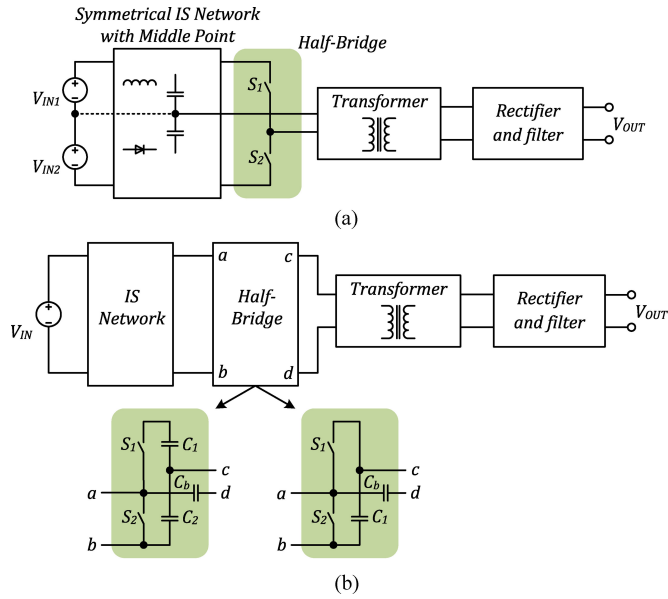 Symmetrical IS Network
with Middle Point
Half-Bridge
V_IN1
V_IN2
S_1
S_2
Transformer
Rectifier
and filter
V_OUT
(a)
V_IN
IS
Network
a
b
Half-
Bridge
c
d
Transformer
Rectifier
and filter
V_OUT
S_1
C_1
c
C_b
a
d
S_2
C_2
b
S_1
c
C_b
a
d
S_2
C_1
b
(b)